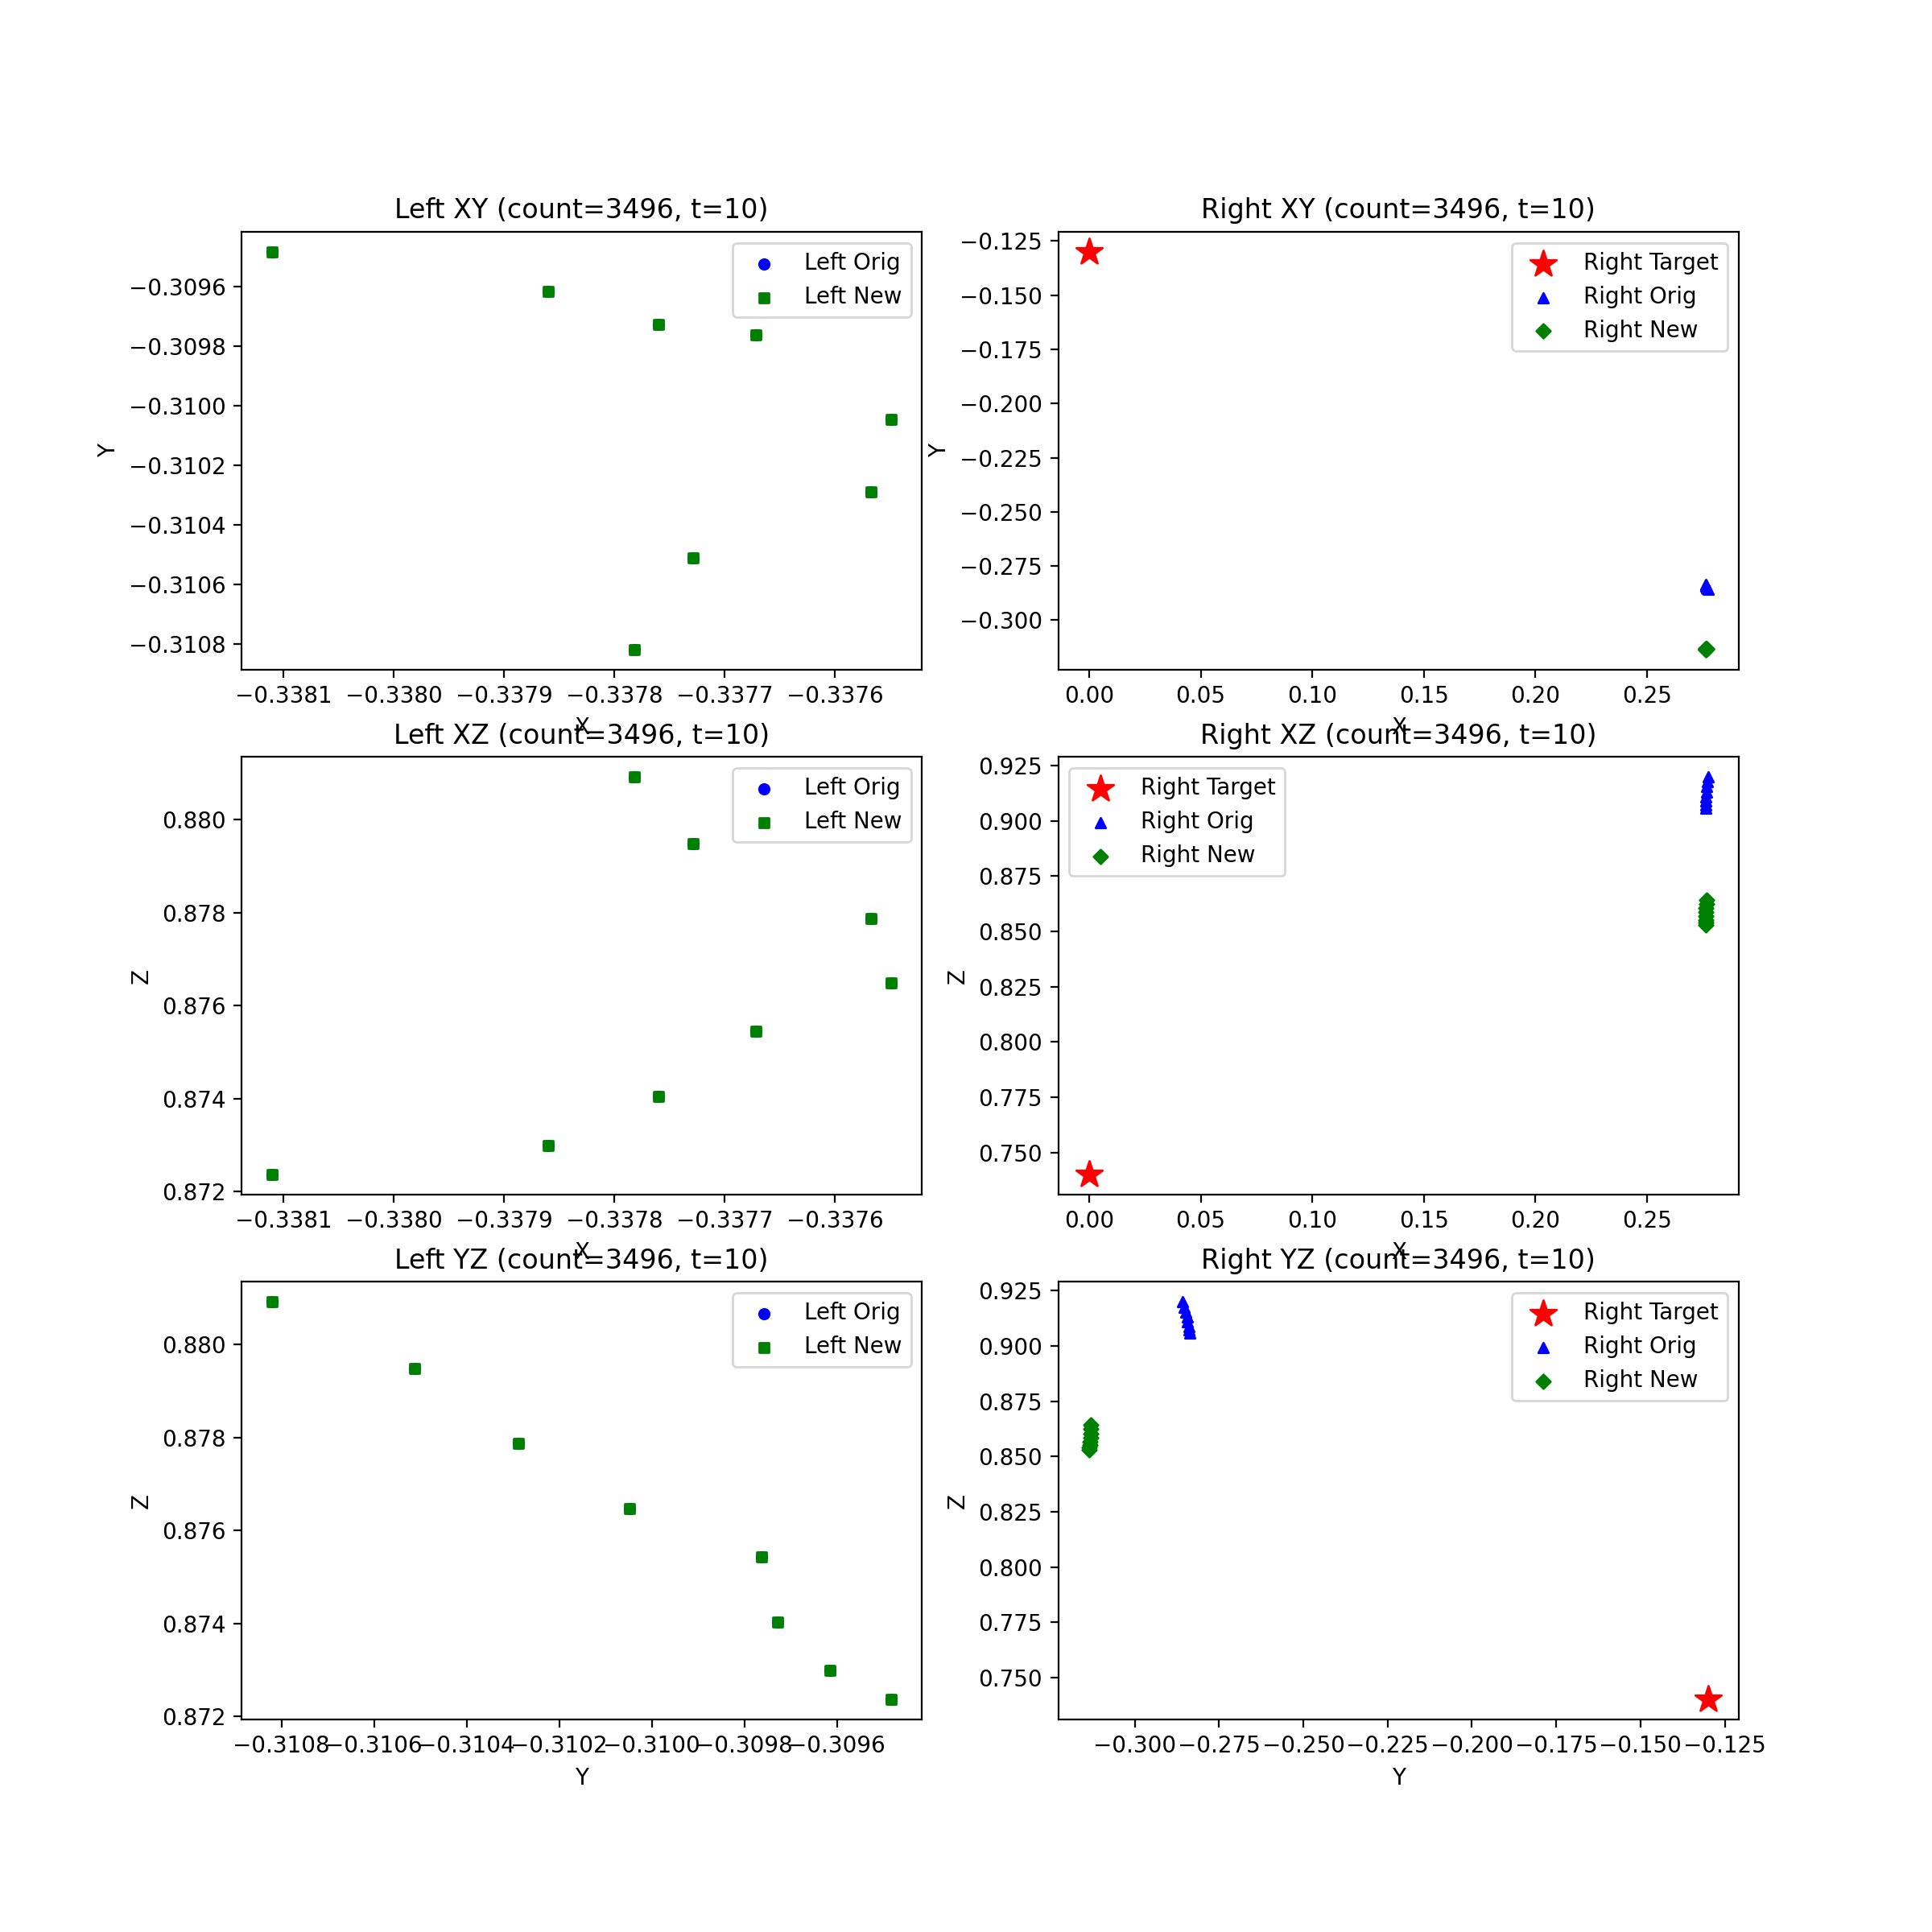 Left XY (count=3496, t=10)
Left Orig
Left New
−0.3096
−0.3098
−0.3100
−0.3102
−0.3104
−0.3106
−0.3108
Y
−0.3381 −0.3380 −0.3379 −0.3378 −0.3377 −0.3376
X
Right XY (count=3496, t=10)
Right Target
Right Orig
Right New
−0.125
−0.150
−0.175
−0.200
−0.225
−0.250
−0.275
−0.300
Y
0.00 0.05 0.10 0.15 0.20 0.25
X
Left XZ (count=3496, t=10)
Left Orig
Left New
0.880
0.878
0.876
0.874
0.872
Z
−0.3381 −0.3380 −0.3379 −0.3378 −0.3377 −0.3376
X
Right XZ (count=3496, t=10)
Right Target
Right Orig
Right New
0.925
0.900
0.875
0.850
0.825
0.800
0.775
0.750
Z
0.00 0.05 0.10 0.15 0.20 0.25
X
Left YZ (count=3496, t=10)
Left Orig
Left New
0.880
0.878
0.876
0.874
0.872
Z
−0.3108 −0.3106 −0.3104 −0.3102 −0.3100 −0.3098 −0.3096
Y
Right YZ (count=3496, t=10)
Right Target
Right Orig
Right New
0.925
0.900
0.875
0.850
0.825
0.800
0.775
0.750
Z
−0.300 −0.275 −0.250 −0.225 −0.200 −0.175 −0.150 −0.125
Y